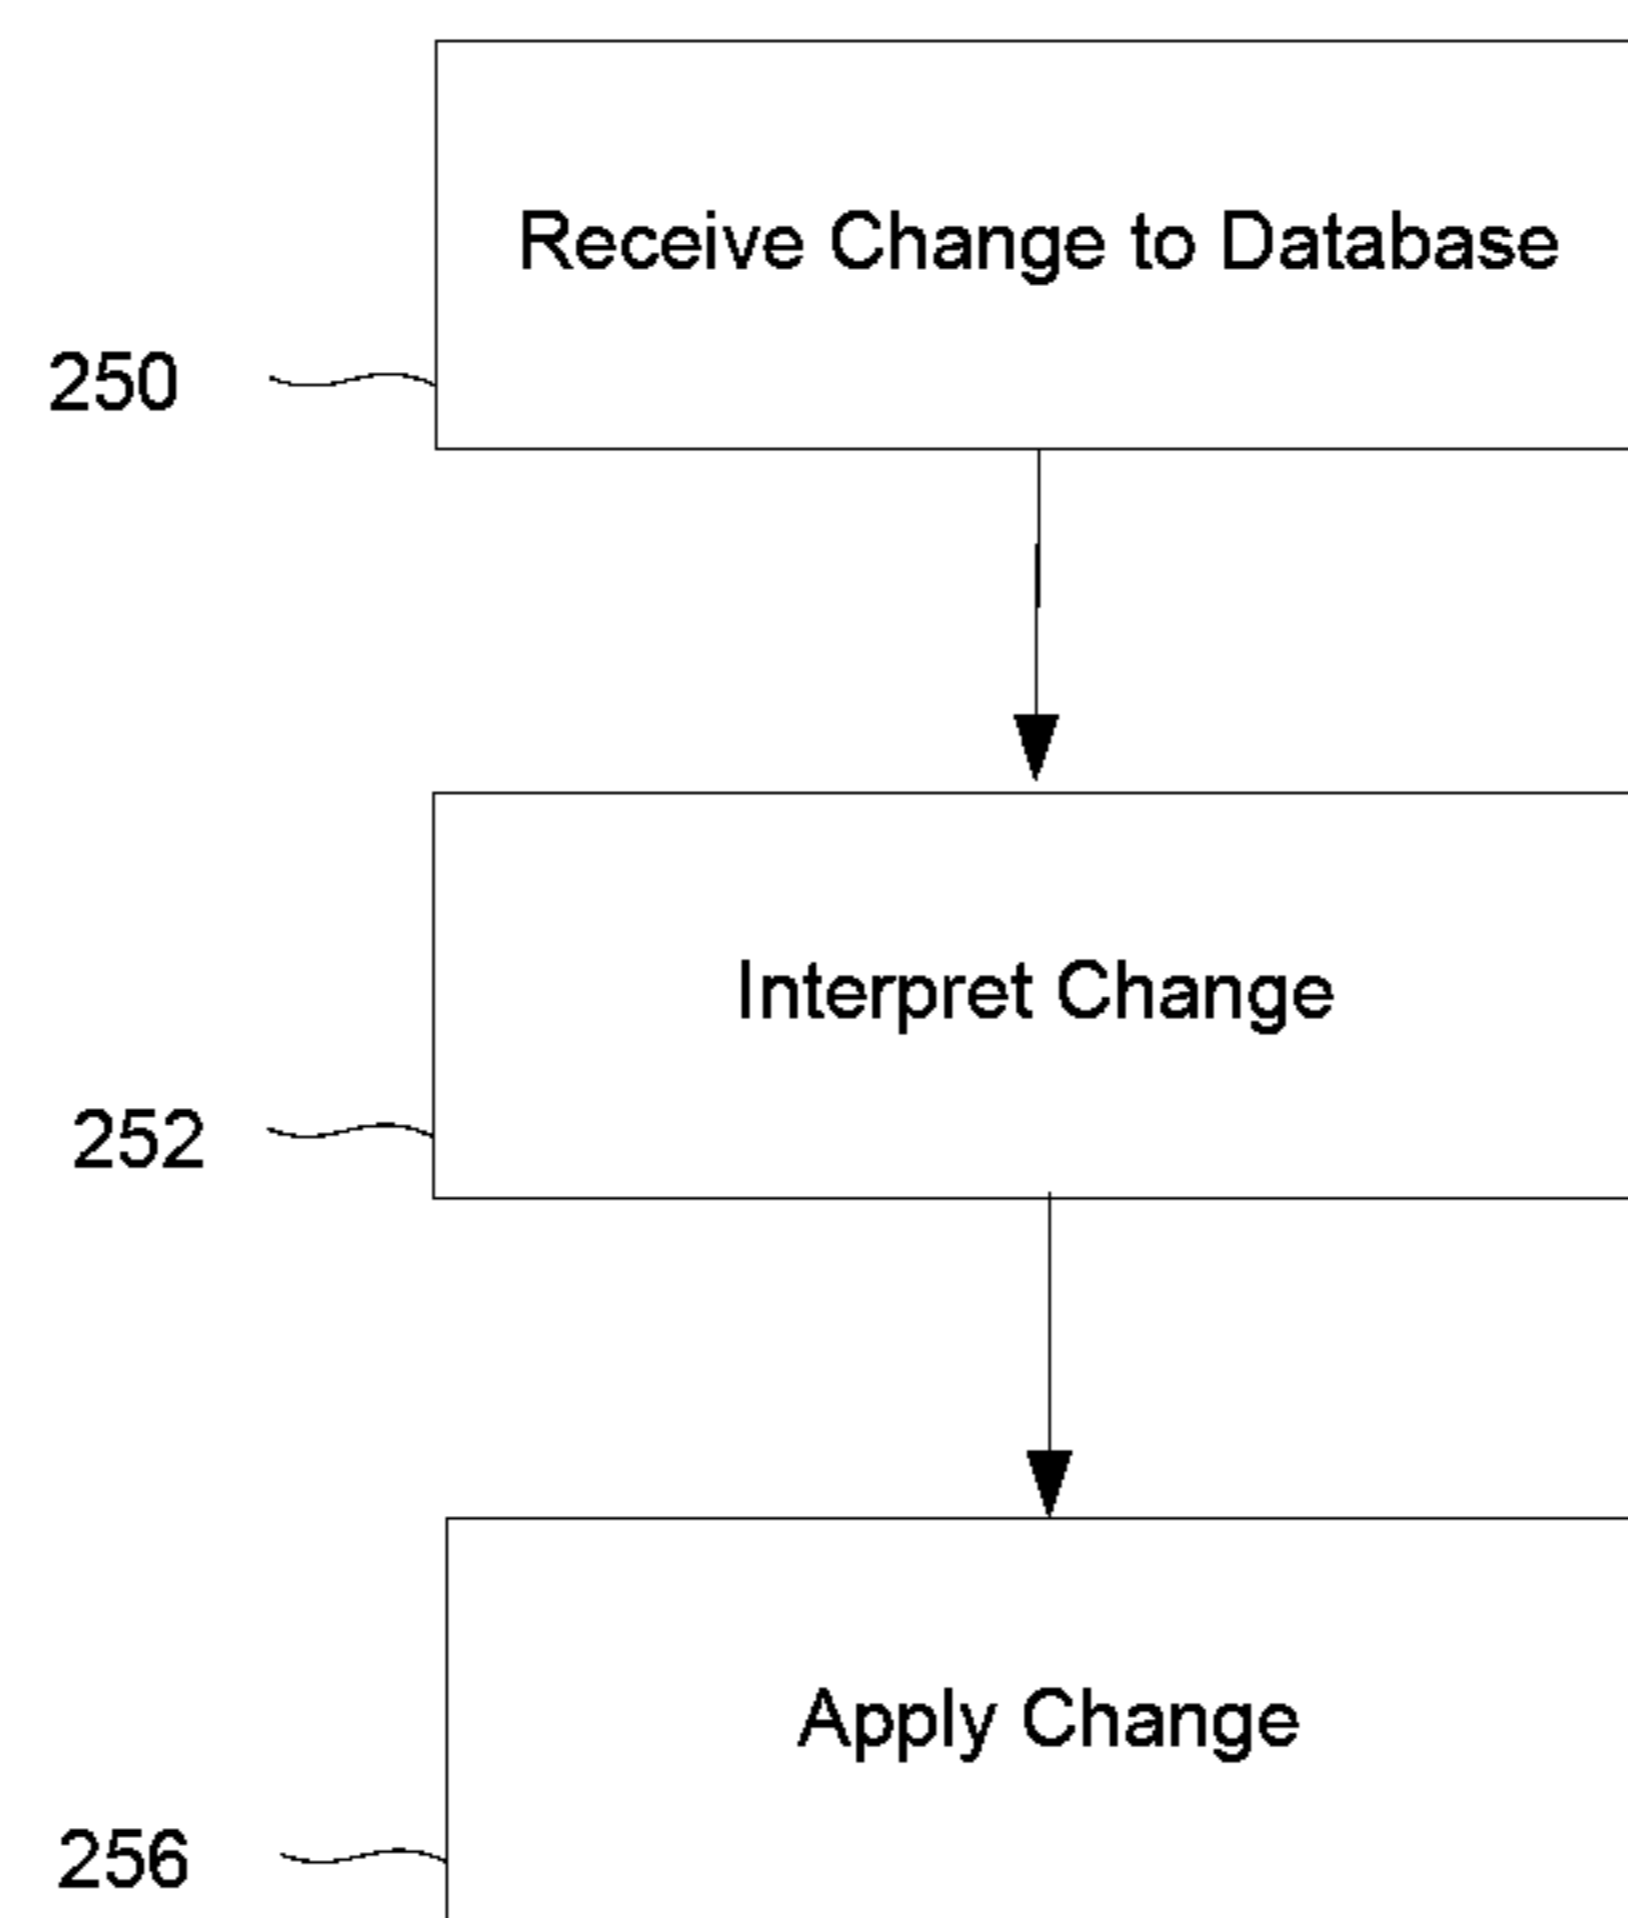 Receive Change to Database
250
Interpret Change
252
Apply Change
256